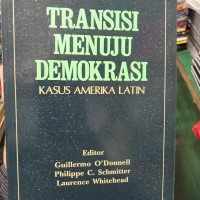 TRANSISI
MENUJU
DEMOKRASI
KASUS AMERIKA LATIN
Editor
Guillermo O'Donnell
Philippe C. Schmitter
Laurence Whitehead